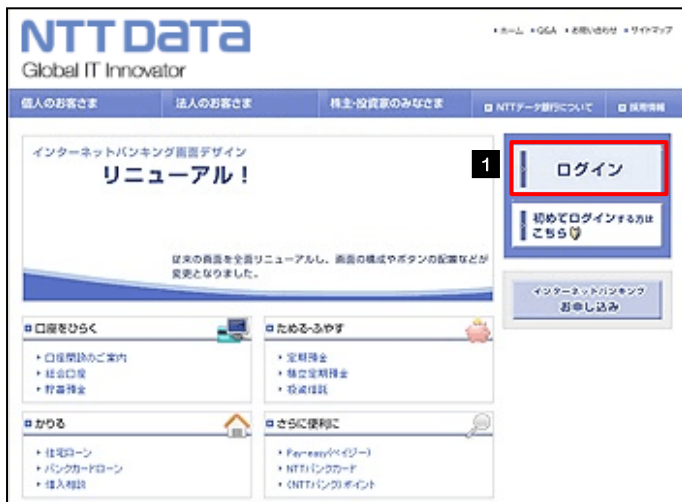 NTT DATA
Global IT Innovator
・ホーム ・Q&A ・お問い合わせ ・サイトマップ
個人のお客さま 法人のお客さま 株主・投資家のみなさま NTTデータ銀行について 採用情報
インターネットバンキング画面デザイン
リニューアル!
従来の画面を全面リニューアルし、画面の構成やボタンの配置などが
変更となりました。
1
ログイン
初めてログインする方は
こちら
インターネットバンキング
お申し込み
口座をひらく
・口座開設のご案内
・総合口座
・貯蓄預金
ためる・ふやす
・定期預金
・積立定期預金
・投資信託
かりる
・住宅ローン
・バンクカードローン
・借入相談
さらに便利に
・Pay-easy(ペイジー)
・NTTバンクカード
・〈NTTバンク〉ポイント